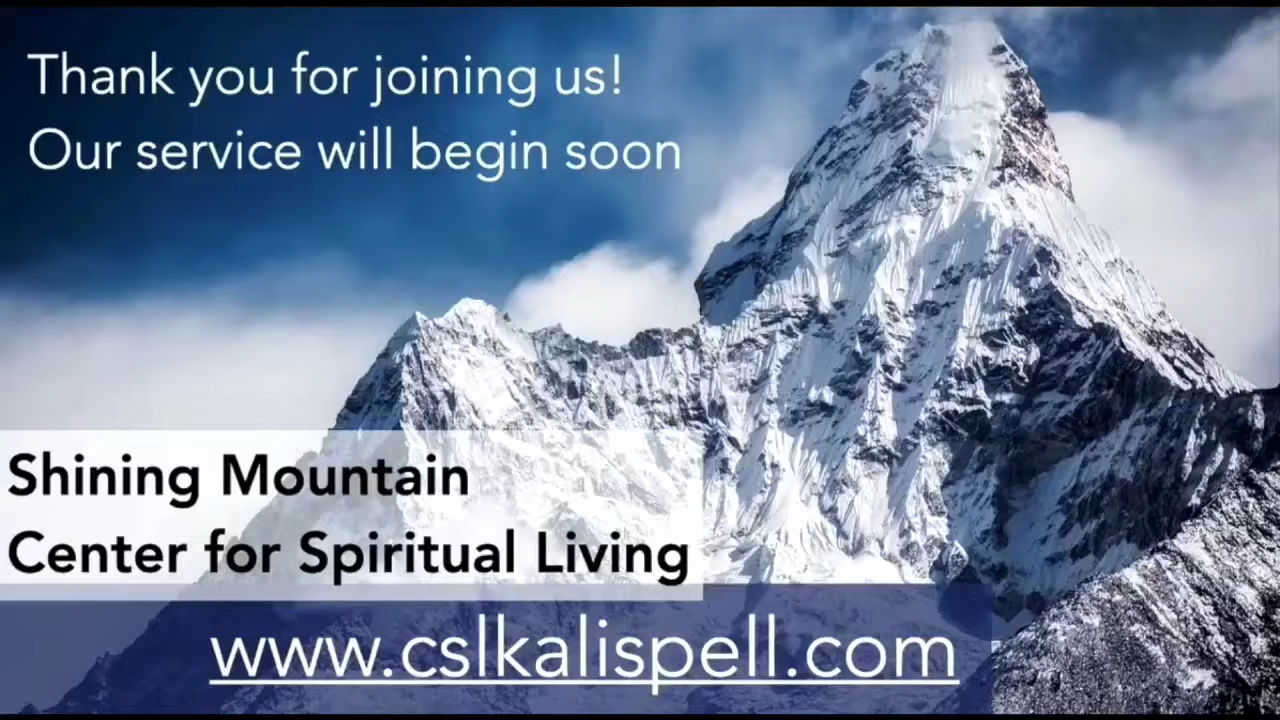 Thank you for joining us!
Our service will begin soon
Shining Mountain
Center for Spiritual Living
www.cslkalispell.com